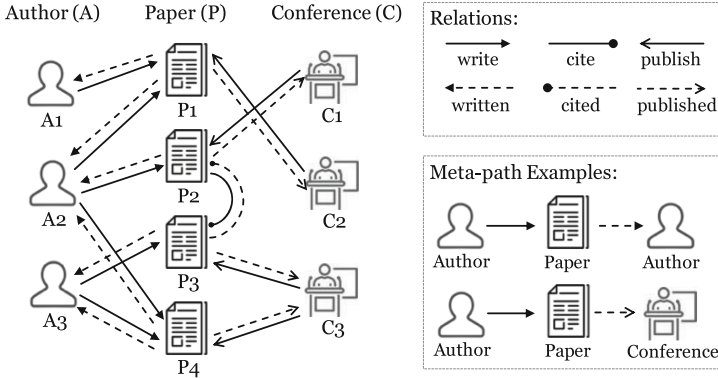 Author (A) Paper (P) Conference (C)
A1
P1
C1
A2
P2
C2
A3
P3
C3
P4
Relations:
write cite publish
written cited published
Meta-path Examples:
Author Paper Author
Author Paper Conference